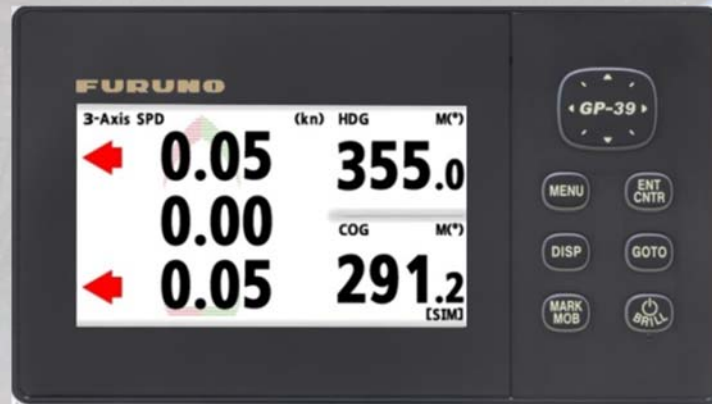 FURUNO
3-Axis SPD (kn) HDG M(°)
0.05 355.0
0.00
COG M(°)
0.05 291.2
[SIM]
GP-39
MENU
ENT
CNTR
DISP
GOTO
MARK
MOB
BRILL